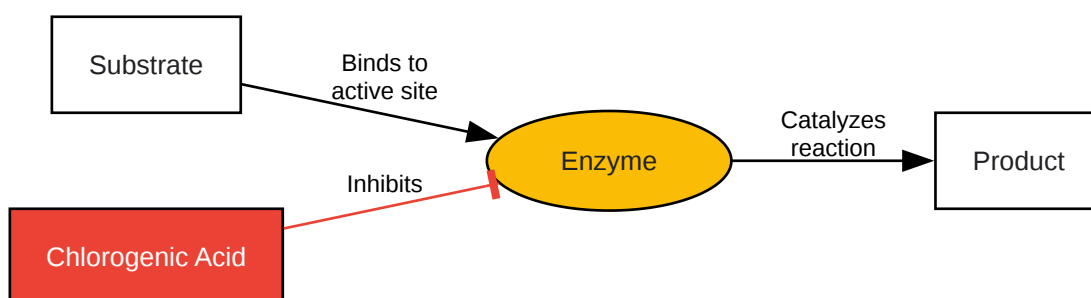 Substrate
Binds to
active site
Enzyme
Catalyzes
reaction
Product
Inhibits
Chlorogenic Acid